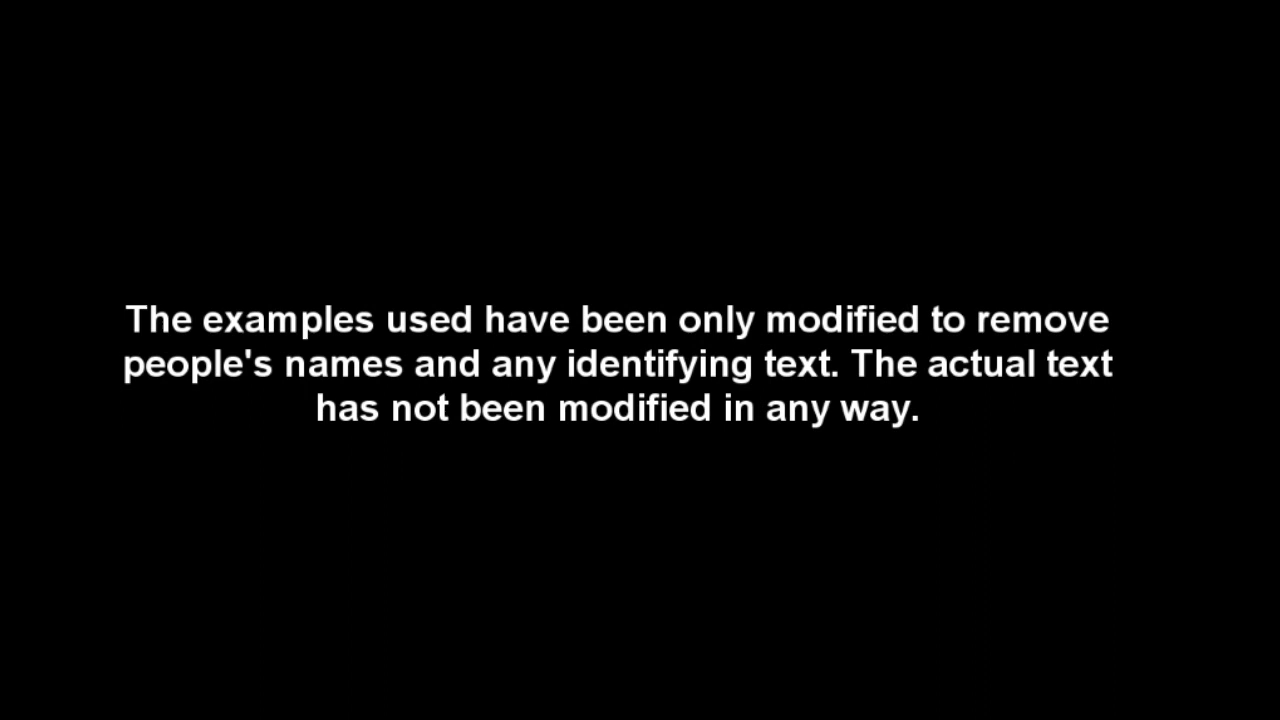 The examples used have been only modified to remove
people's names and any identifying text. The actual text
has not been modified in any way.